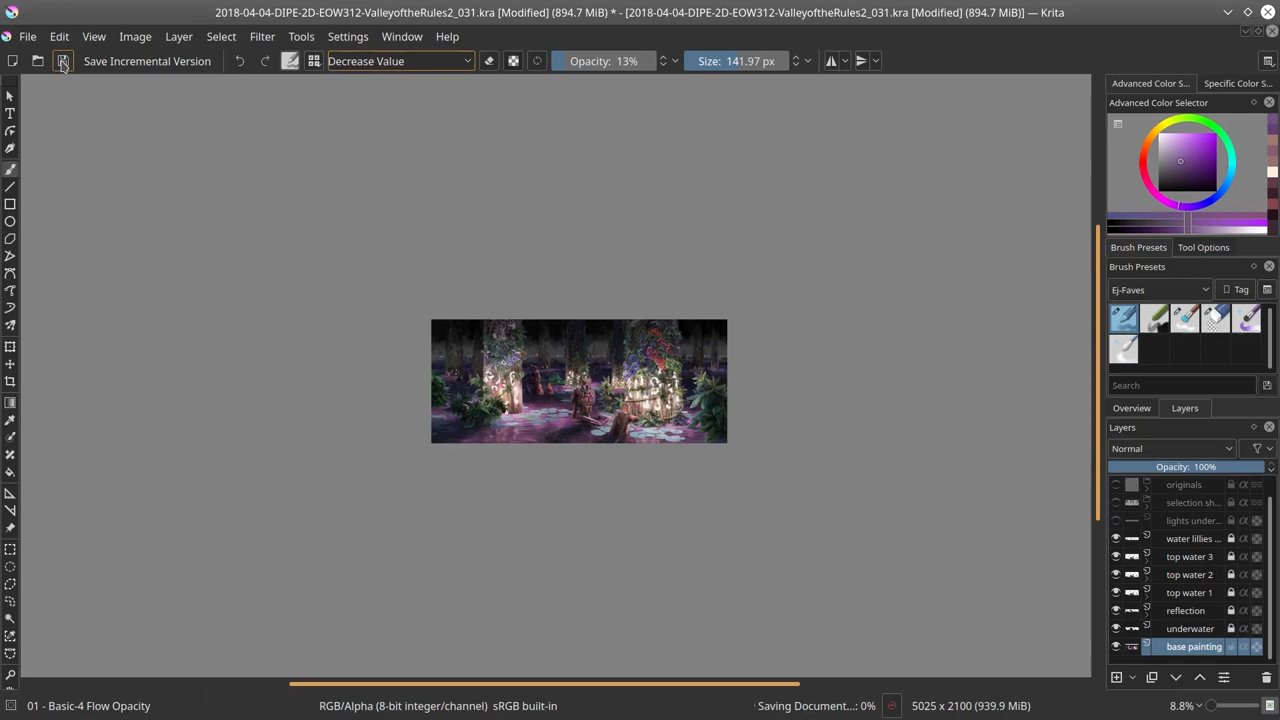 2018-04-04-DIPE-2D-EOW312-ValleyoftheRules2_031.kra [Modified] (894.7 MiB) * - [2018-04-04-DIPE-2D-EOW312-ValleyoftheRules2_031.kra [Modified] (894.7 MiB)] — Krita
File Edit View Image Layer Select Filter Tools Settings Window Help
Save Incremental Version Decrease Value Opacity: 13% Size: 141.97 px
Advanced Color S... Specific Color S...
Advanced Color Selector
Brush Presets Tool Options
Brush Presets
Ej-Faves Tag
Search
Overview Layers
Layers
Normal
Opacity: 100%
originals
selection sh...
lights under...
water lillies ...
top water 3
top water 2
top water 1
reflection
underwater
base painting
01 - Basic-4 Flow Opacity RGB/Alpha (8-bit integer/channel) sRGB built-in Saving Document...: 0% 5025 x 2100 (939.9 MiB) 8.8%